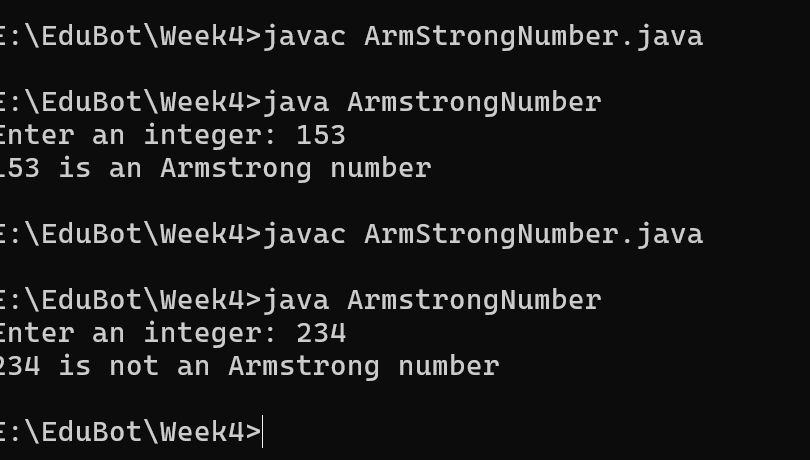 E:\EduBot\Week4>javac ArmStrongNumber.java
E:\EduBot\Week4>java ArmstrongNumber
Enter an integer: 153
153 is an Armstrong number
E:\EduBot\Week4>javac ArmStrongNumber.java
E:\EduBot\Week4>java ArmstrongNumber
Enter an integer: 234
234 is not an Armstrong number
E:\EduBot\Week4>